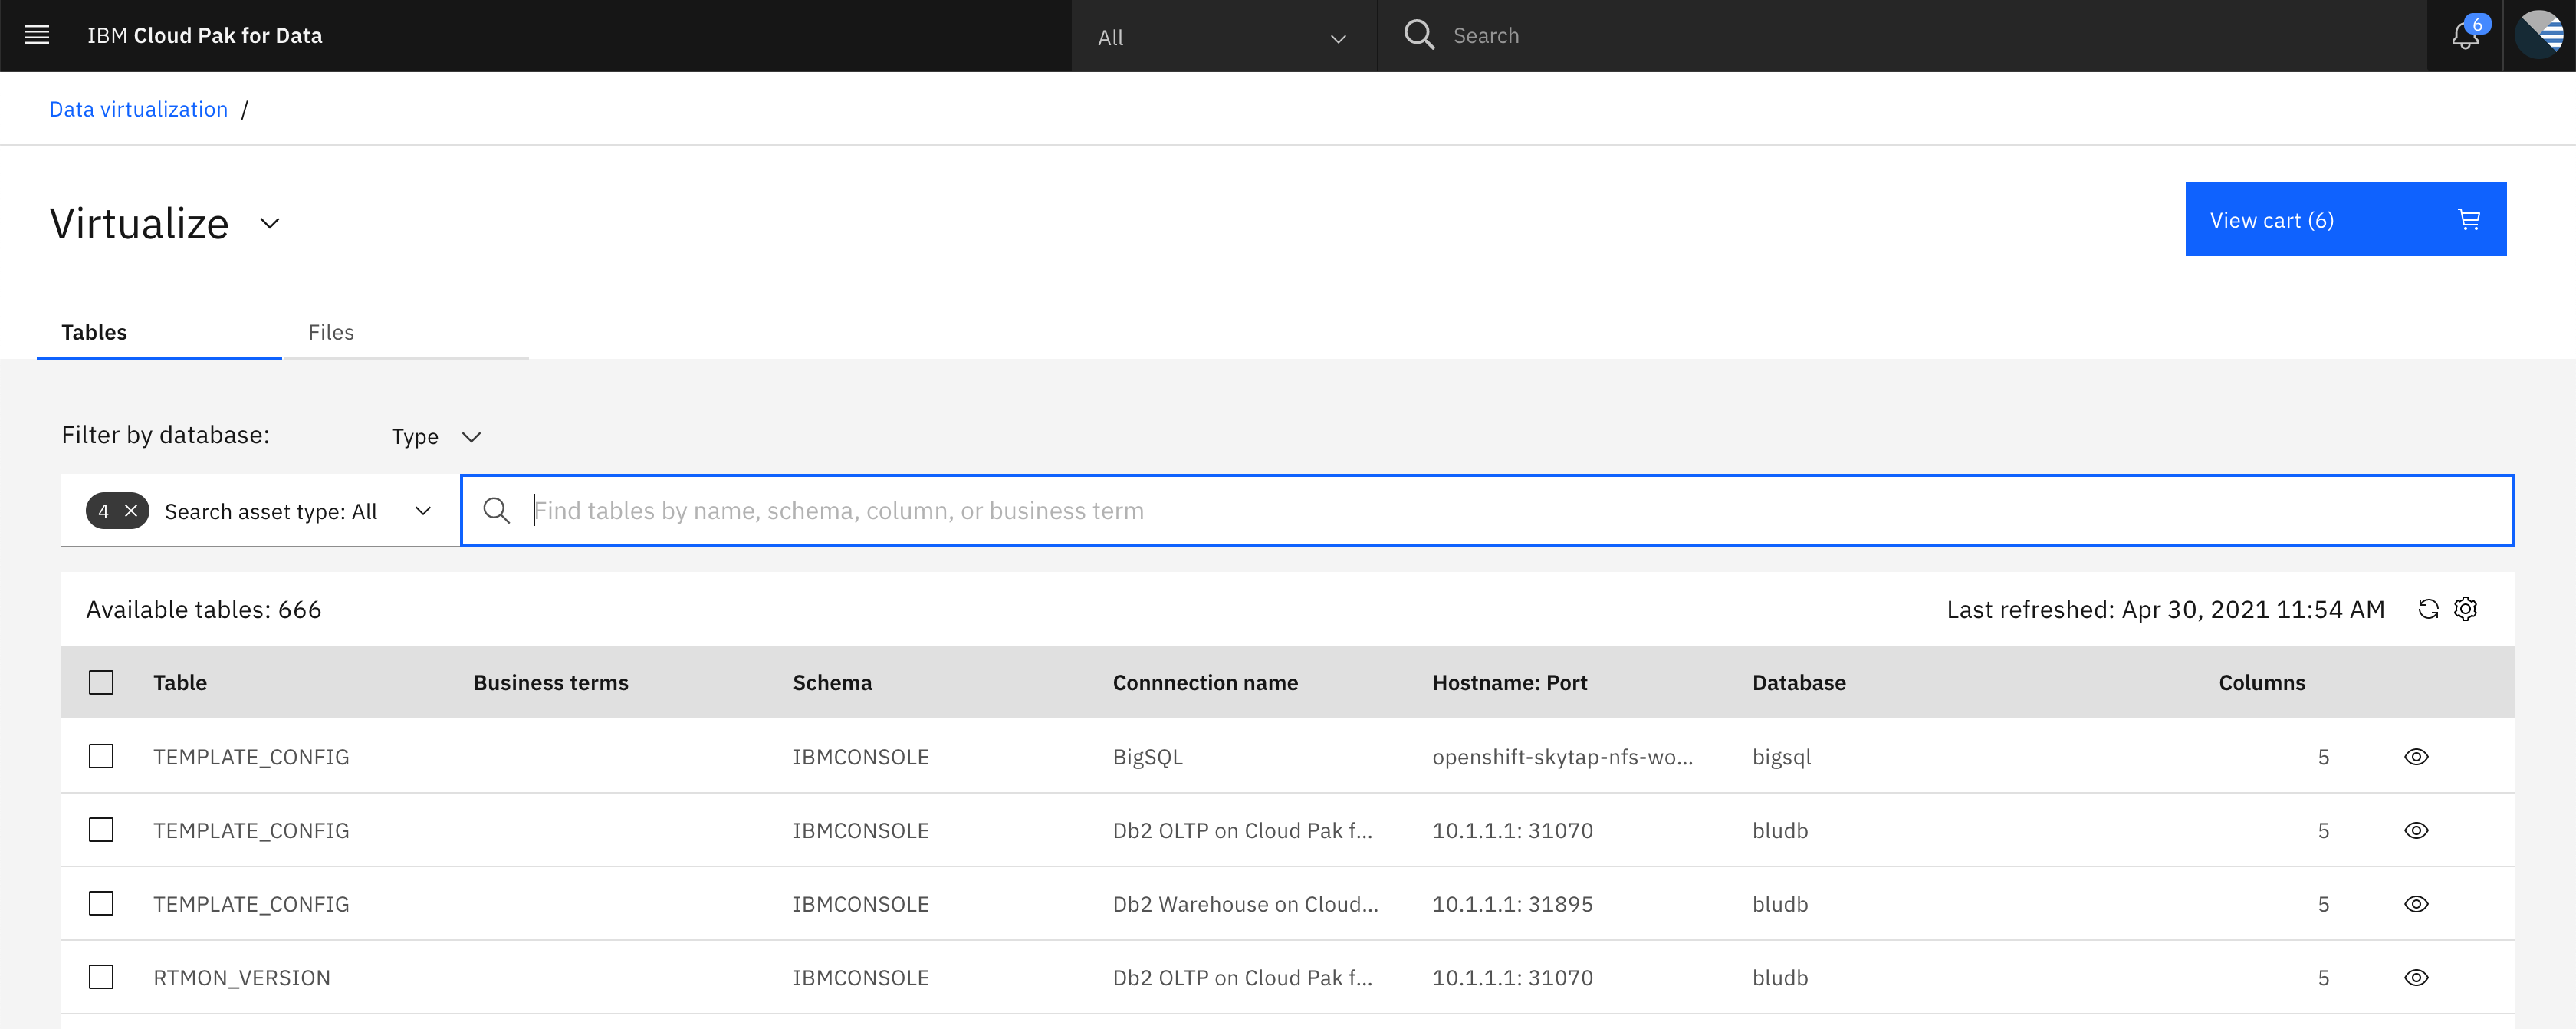 IBM Cloud Pak for Data All Search 6
Data virtualization /
Virtualize View cart (6)
Tables Files
Filter by database: Type
4 Search asset type: All Find tables by name, schema, column, or business term
Available tables: 666 Last refreshed: Apr 30, 2021 11:54 AM
Table Business terms Schema Connnection name Hostname: Port Database Columns
TEMPLATE_CONFIG IBMCONSOLE BigSQL openshift-skytap-nfs-wo... bigsql 5
TEMPLATE_CONFIG IBMCONSOLE Db2 OLTP on Cloud Pak f... 10.1.1.1: 31070 bludb 5
TEMPLATE_CONFIG IBMCONSOLE Db2 Warehouse on Cloud... 10.1.1.1: 31895 bludb 5
RTMON_VERSION IBMCONSOLE Db2 OLTP on Cloud Pak f... 10.1.1.1: 31070 bludb 5